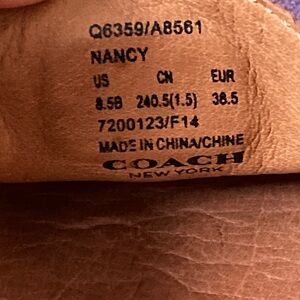 Q6359/A8561
NANCY
US CN EUR
8.5B 240.5(1.5) 38.5
7200123/F14
MADE IN CHINA/CHINE
COACH
NEW YORK